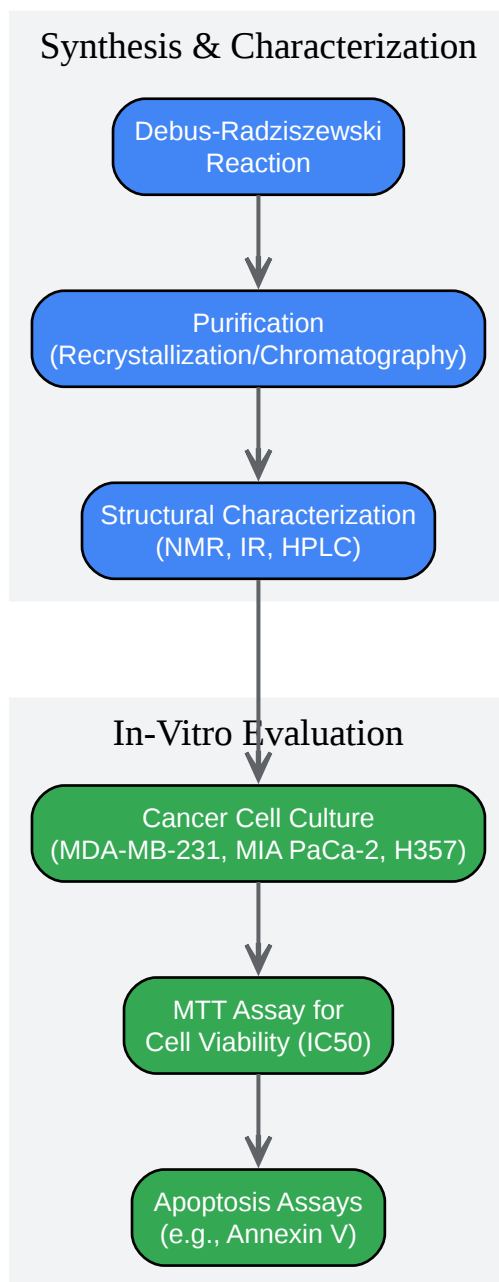 Synthesis & Characterization
Debus-Radziszewski
Reaction
Purification
(Recrystallization/Chromatography)
Structural Characterization
(NMR, IR, HPLC)
In-Vitro Evaluation
Cancer Cell Culture
(MDA-MB-231, MIA PaCa-2, H357)
MTT Assay for
Cell Viability (IC50)
Apoptosis Assays
(e.g., Annexin V)